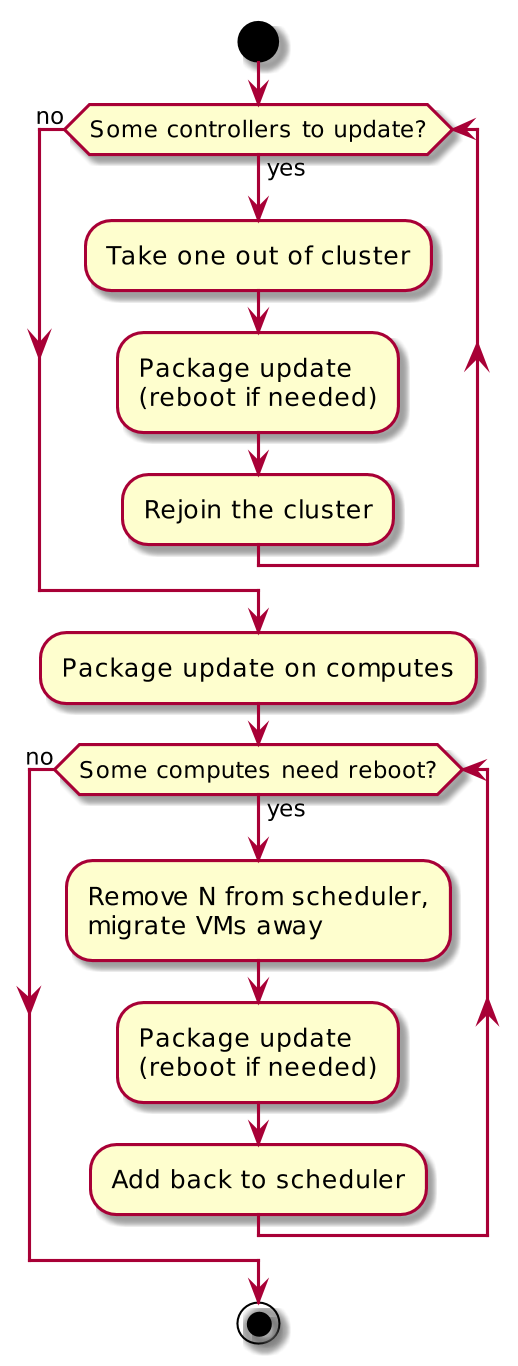 no
Some controllers to update?
yes
Take one out of cluster
Package update
(reboot if needed)
Rejoin the cluster
Package update on computes
no
Some computes need reboot?
yes
Remove N from scheduler,
migrate VMs away
Package update
(reboot if needed)
Add back to scheduler